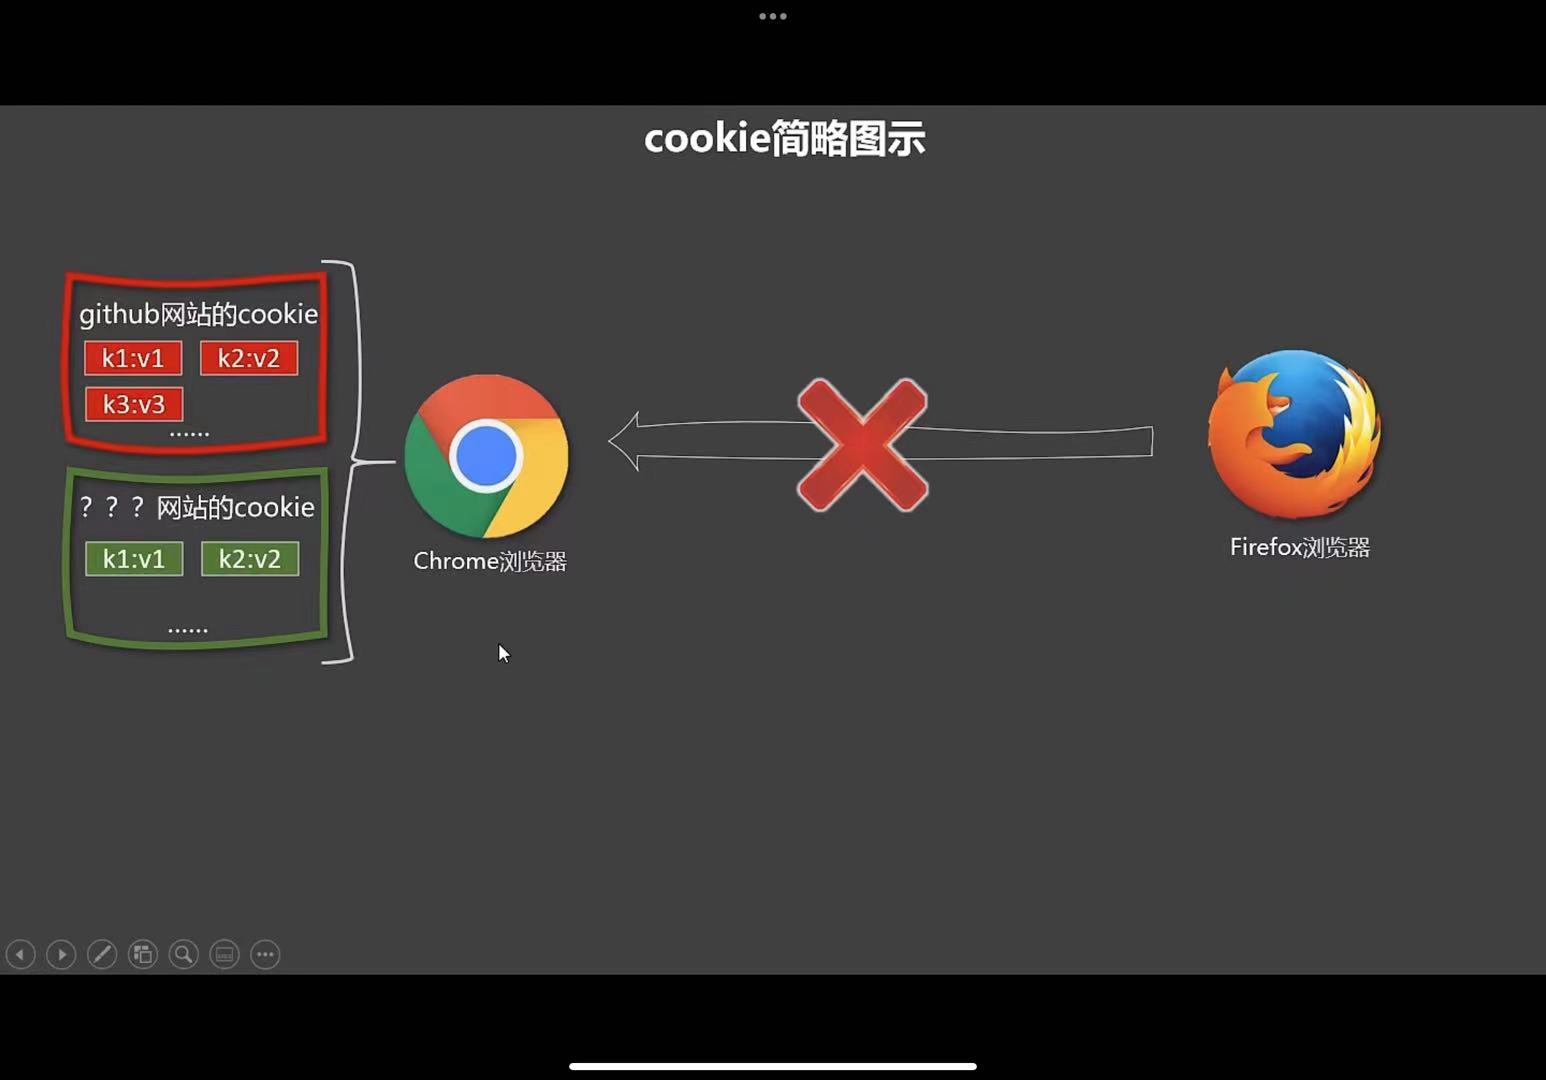 cookie简略图示
github网站的cookie
k1:v1 k2:v2
k3:v3
......
？？？网站的cookie
k1:v1 k2:v2
......
Chrome浏览器
Firefox浏览器